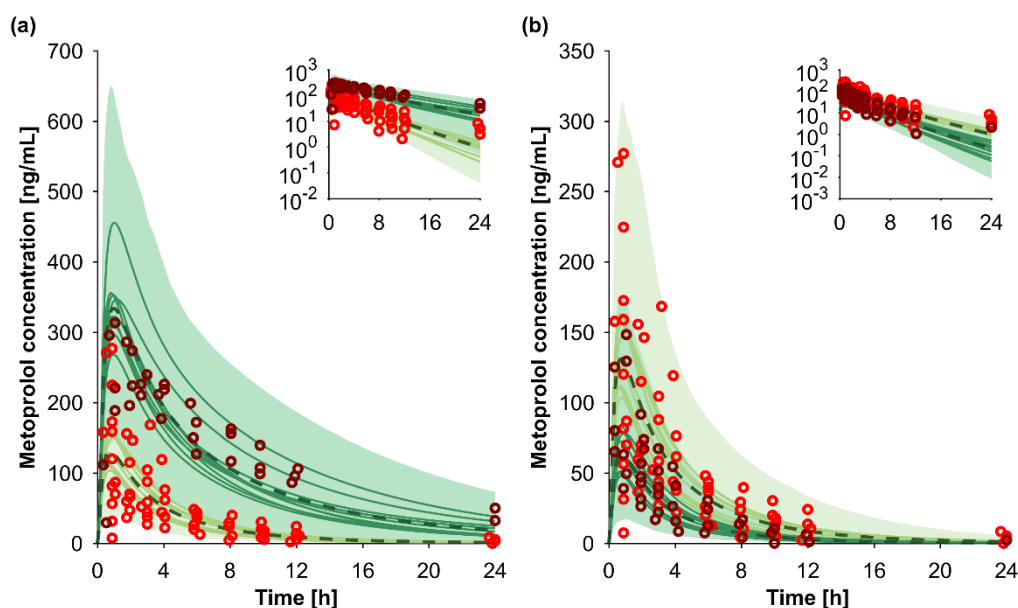 (a)
700
600
500
400
300
200
100
0
Metoprolol concentration [ng/mL]
0 4 8 12 16 20 24
Time [h]
10³
10²
10¹
10⁰
10⁻¹
10⁻²
0 8 16 24
(b)
350
300
250
200
150
100
50
0
Metoprolol concentration [ng/mL]
0 4 8 12 16 20 24
Time [h]
10³
10²
10¹
10⁰
10⁻¹
10⁻²
10⁻³
0 8 16 24